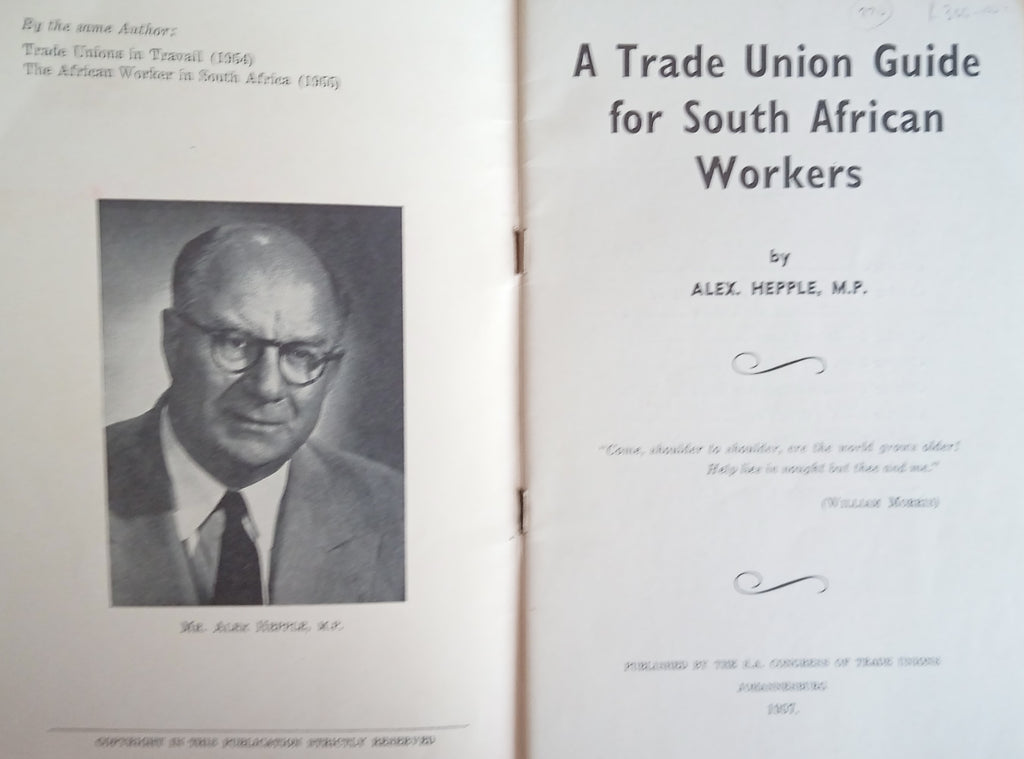 By the same Author:
Trade Unions in Travail (1954)
The African Worker in South Africa (1956)
MR. ALEX HEPPLE, M.P.
COPYRIGHT IN THIS PUBLICATION STRICTLY RESERVED
A Trade Union Guide
for South African
Workers
by
ALEX. HEPPLE, M.P.
"Come, shoulder to shoulder, ere the world grows older!
Help lies in nought but thee and me."
(WILLIAM MORRIS)
PUBLISHED BY THE S.A. CONGRESS OF TRADE UNIONS
JOHANNESBURG
1957.